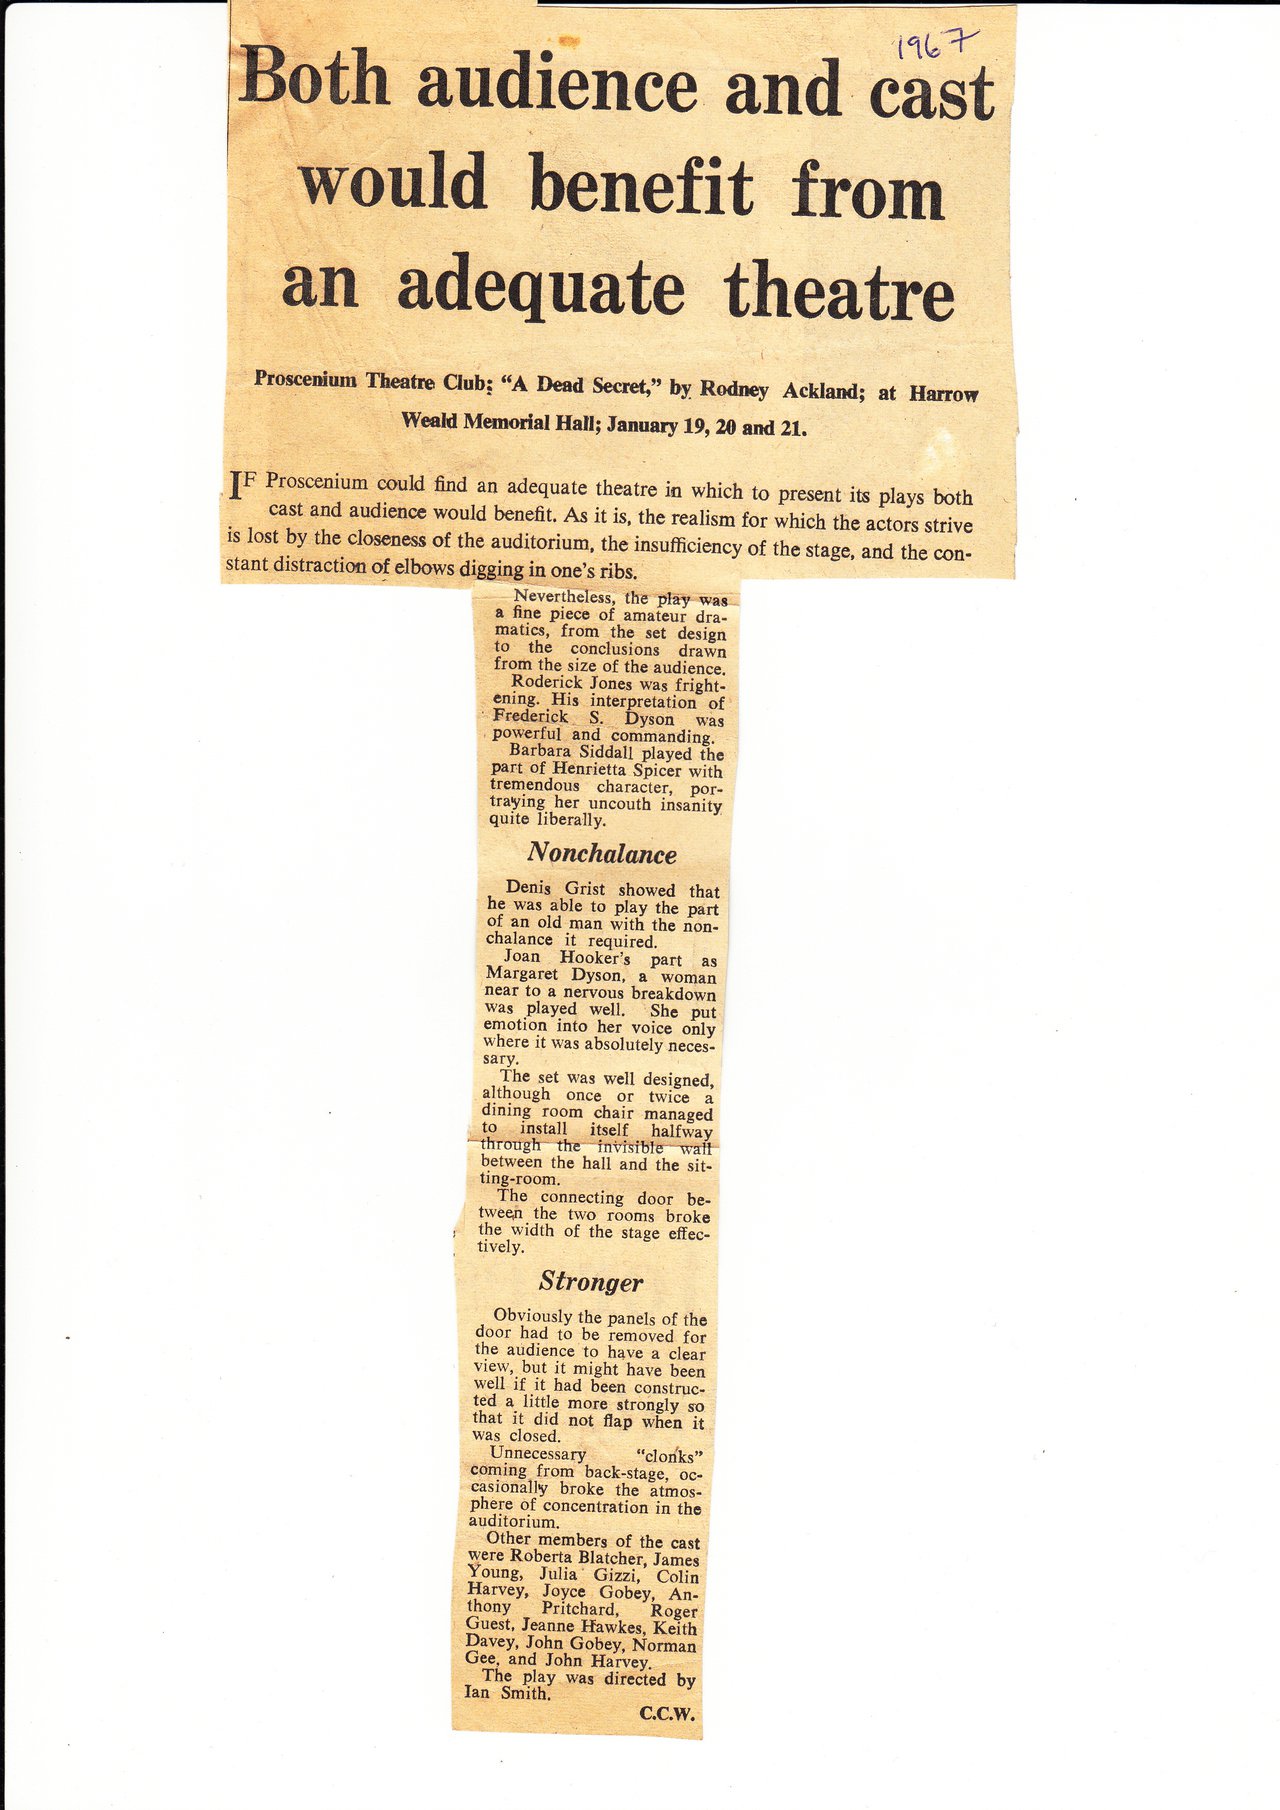 1967
Both audience and cast
would benefit from
an adequate theatre
Proscenium Theatre Club; "A Dead Secret," by Rodney Ackland; at Harrow
Weald Memorial Hall; January 19, 20 and 21.
IF Proscenium could find an adequate theatre in which to present its plays both
cast and audience would benefit. As it is, the realism for which the actors strive
is lost by the closeness of the auditorium, the insufficiency of the stage, and the con-
stant distraction of elbows digging in one's ribs.
Nevertheless, the play was
a fine piece of amateur dra-
matics, from the set design
to the conclusions drawn
from the size of the audience.
Roderick Jones was fright-
ening. His interpretation of
Frederick S. Dyson was
powerful and commanding.
Barbara Siddall played the
part of Henrietta Spicer with
tremendous character, por-
traying her uncouth insanity
quite liberally.
Nonchalance
Denis Grist showed that
he was able to play the part
of an old man with the non-
chalance it required.
Joan Hooker's part as
Margaret Dyson, a woman
near to a nervous breakdown
was played well. She put
emotion into her voice only
where it was absolutely neces-
sary.
The set was well designed,
although once or twice a
dining room chair managed
to install itself halfway
through the invisible wall
between the hall and the sit-
ting-room.
The connecting door be-
tween the two rooms broke
the width of the stage effec-
tively.
Stronger
Obviously the panels of the
door had to be removed for
the audience to have a clear
view, but it might have been
well if it had been construc-
ted a little more strongly so
that it did not flap when it
was closed.
Unnecessary "clonks"
coming from back-stage, oc-
casionally broke the atmos-
phere of concentration in the
auditorium.
Other members of the cast
were Roberta Blatcher, James
Young, Julia Gizzi, Colin
Harvey, Joyce Gobey, An-
thony Pritchard, Roger
Guest, Jeanne Hawkes, Keith
Davey, John Gobey, Norman
Gee, and John Harvey.
The play was directed by
Ian Smith.
C.C.W.